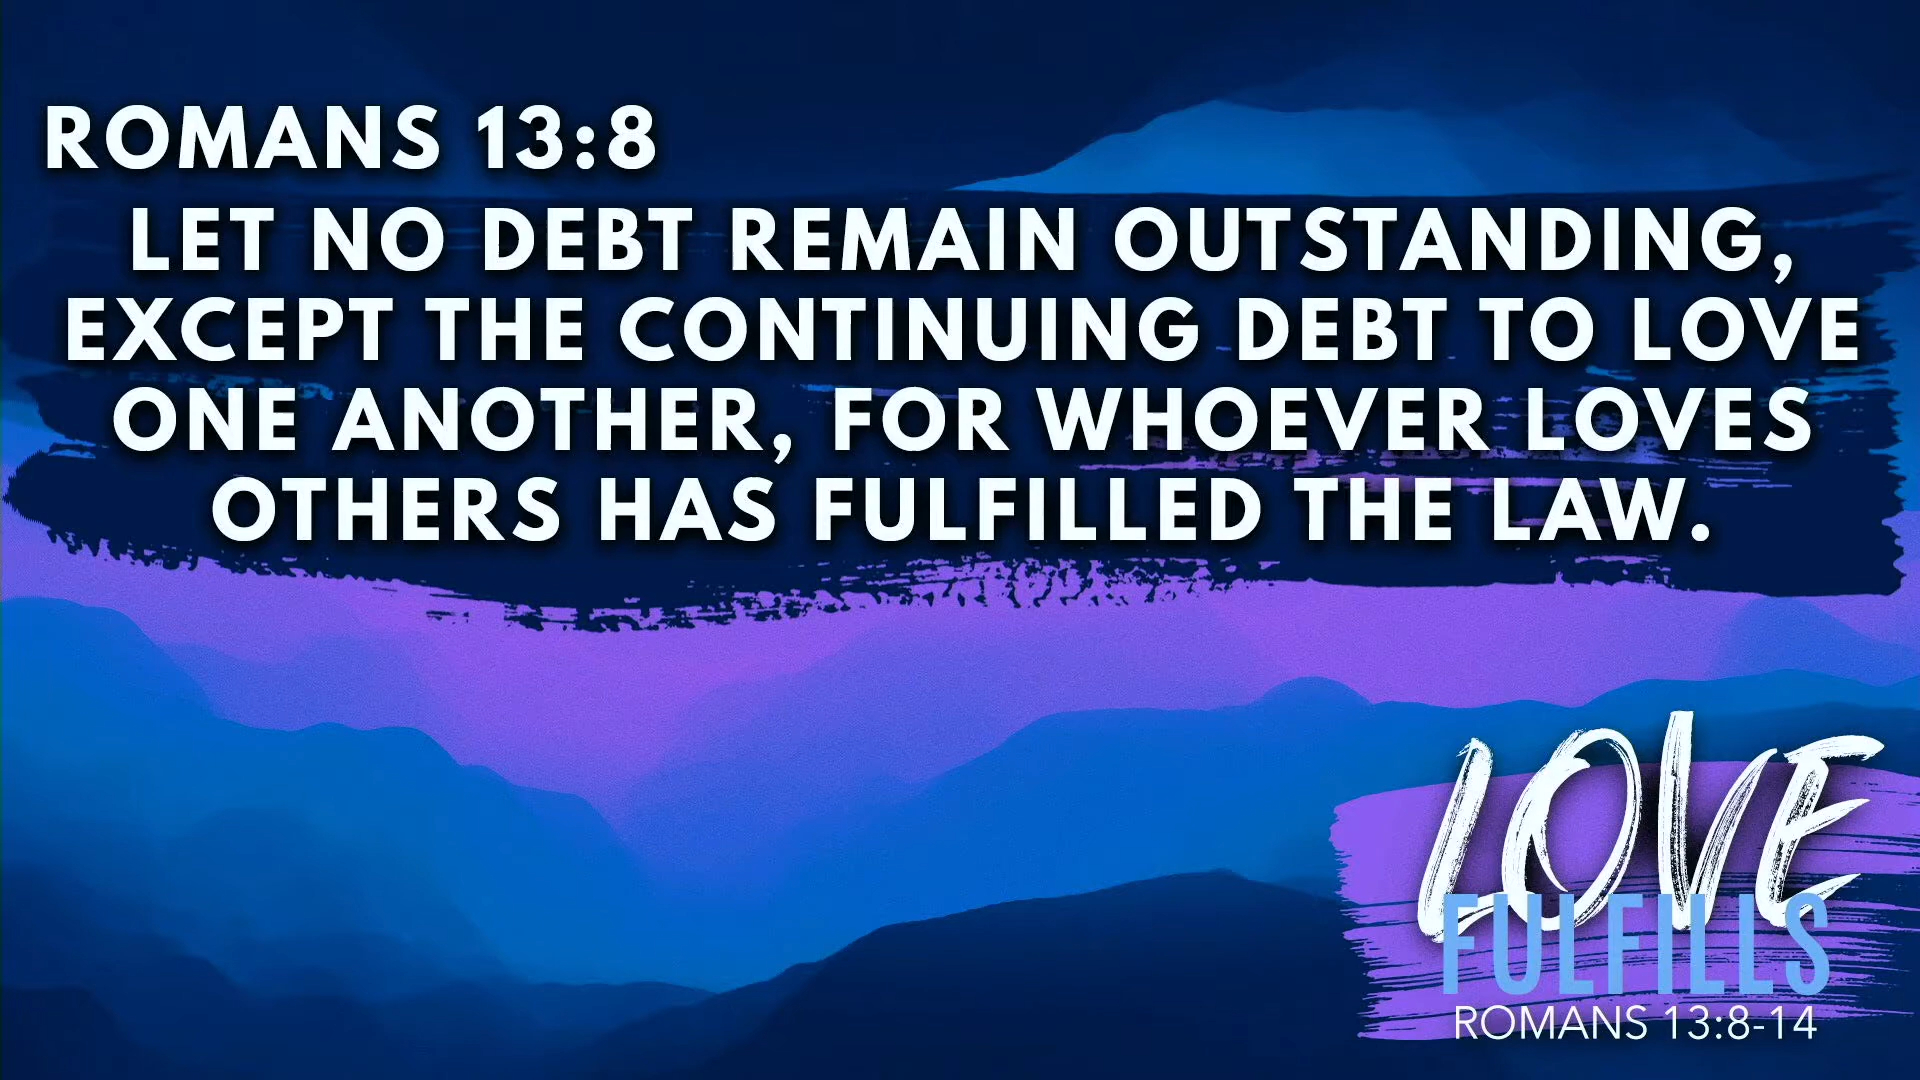 ROMANS 13:8
LET NO DEBT REMAIN OUTSTANDING,
EXCEPT THE CONTINUING DEBT TO LOVE
ONE ANOTHER, FOR WHOEVER LOVES
OTHERS HAS FULFILLED THE LAW.
LOVE
FULFILLS
ROMANS 13:8-14